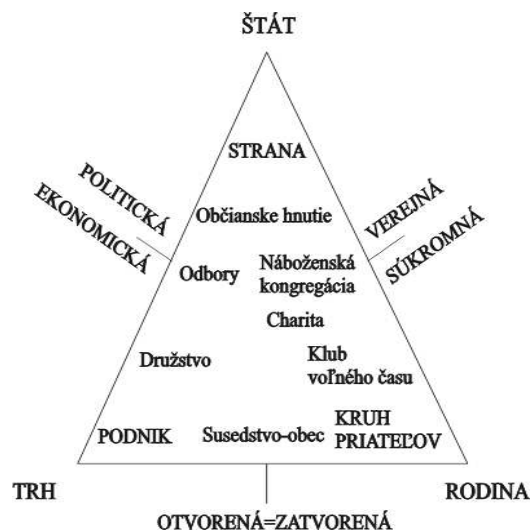 ŠTÁT
STRANA
POLITICKÁ
EKONOMICKÁ
VEREJNÁ
SÚKROMNÁ
Občianske hnutie
Odbory
Náboženská
kongregácia
Charita
Družstvo
Klub
voľného času
PODNIK
Susedstvo-obec
KRUH
PRIATEĽOV
TRH
RODINA
OTVORENÁ=ZATVORENÁ